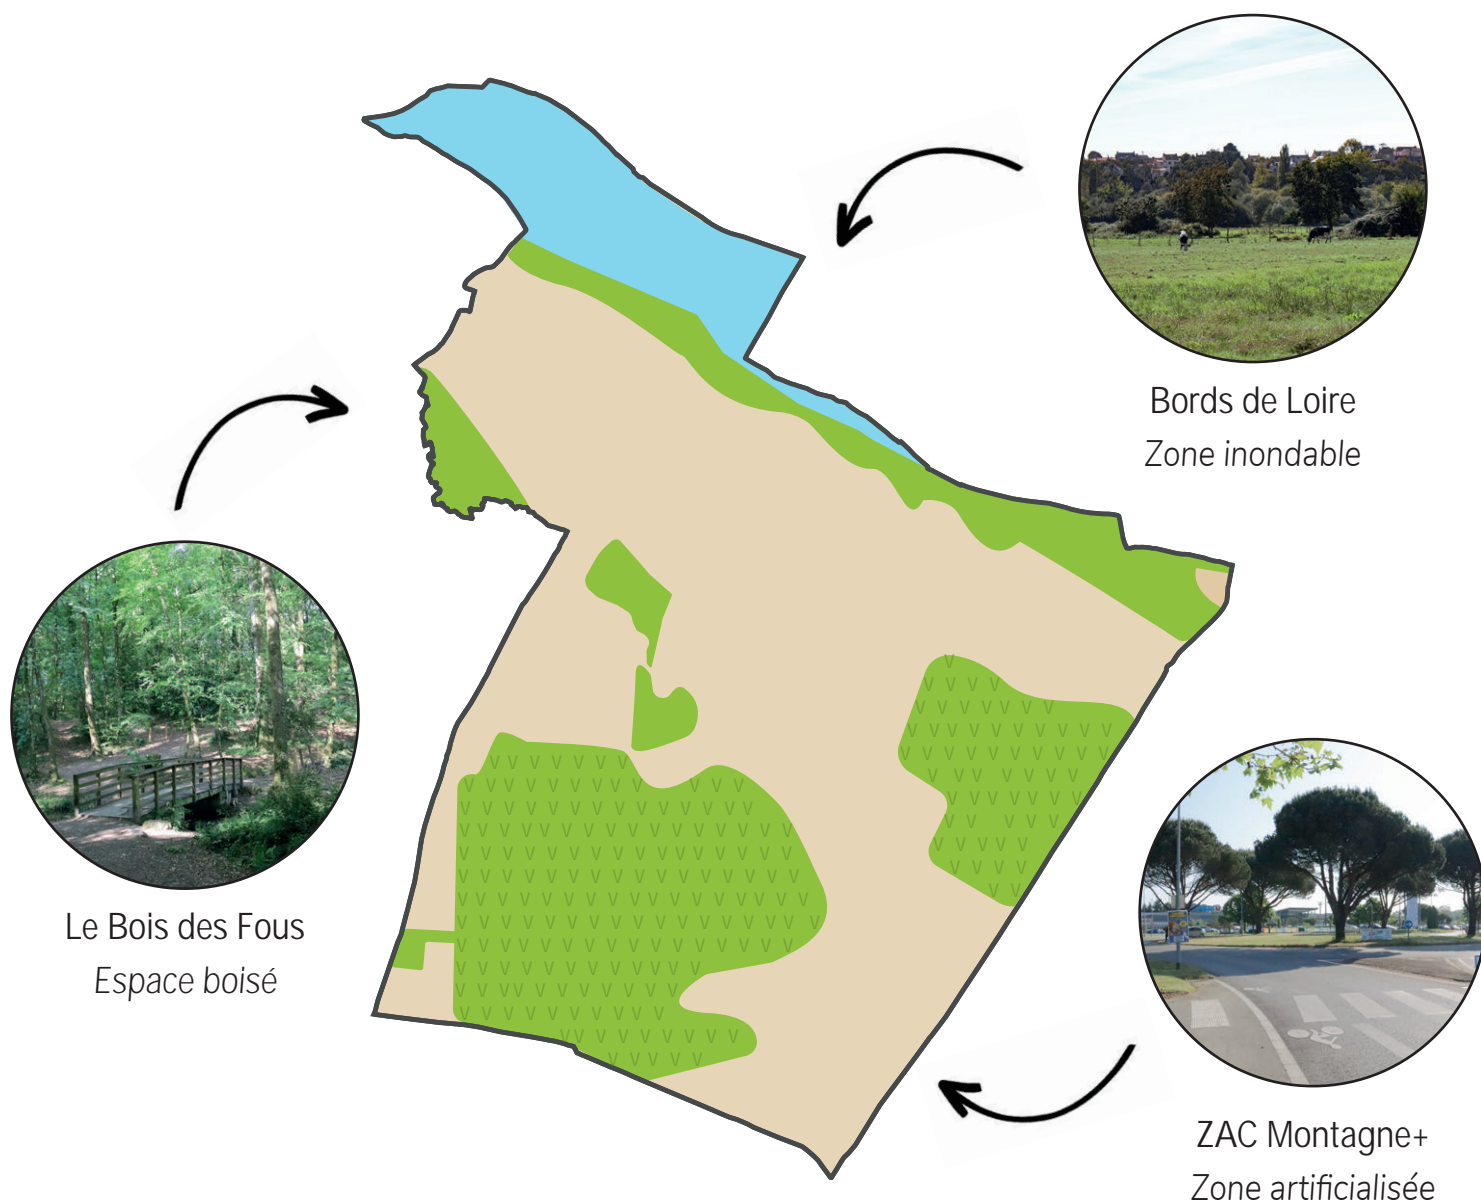 Bords de Loire
Zone inondable
Le Bois des Fous
Espace boisé
ZAC Montagne+
Zone artificialisée